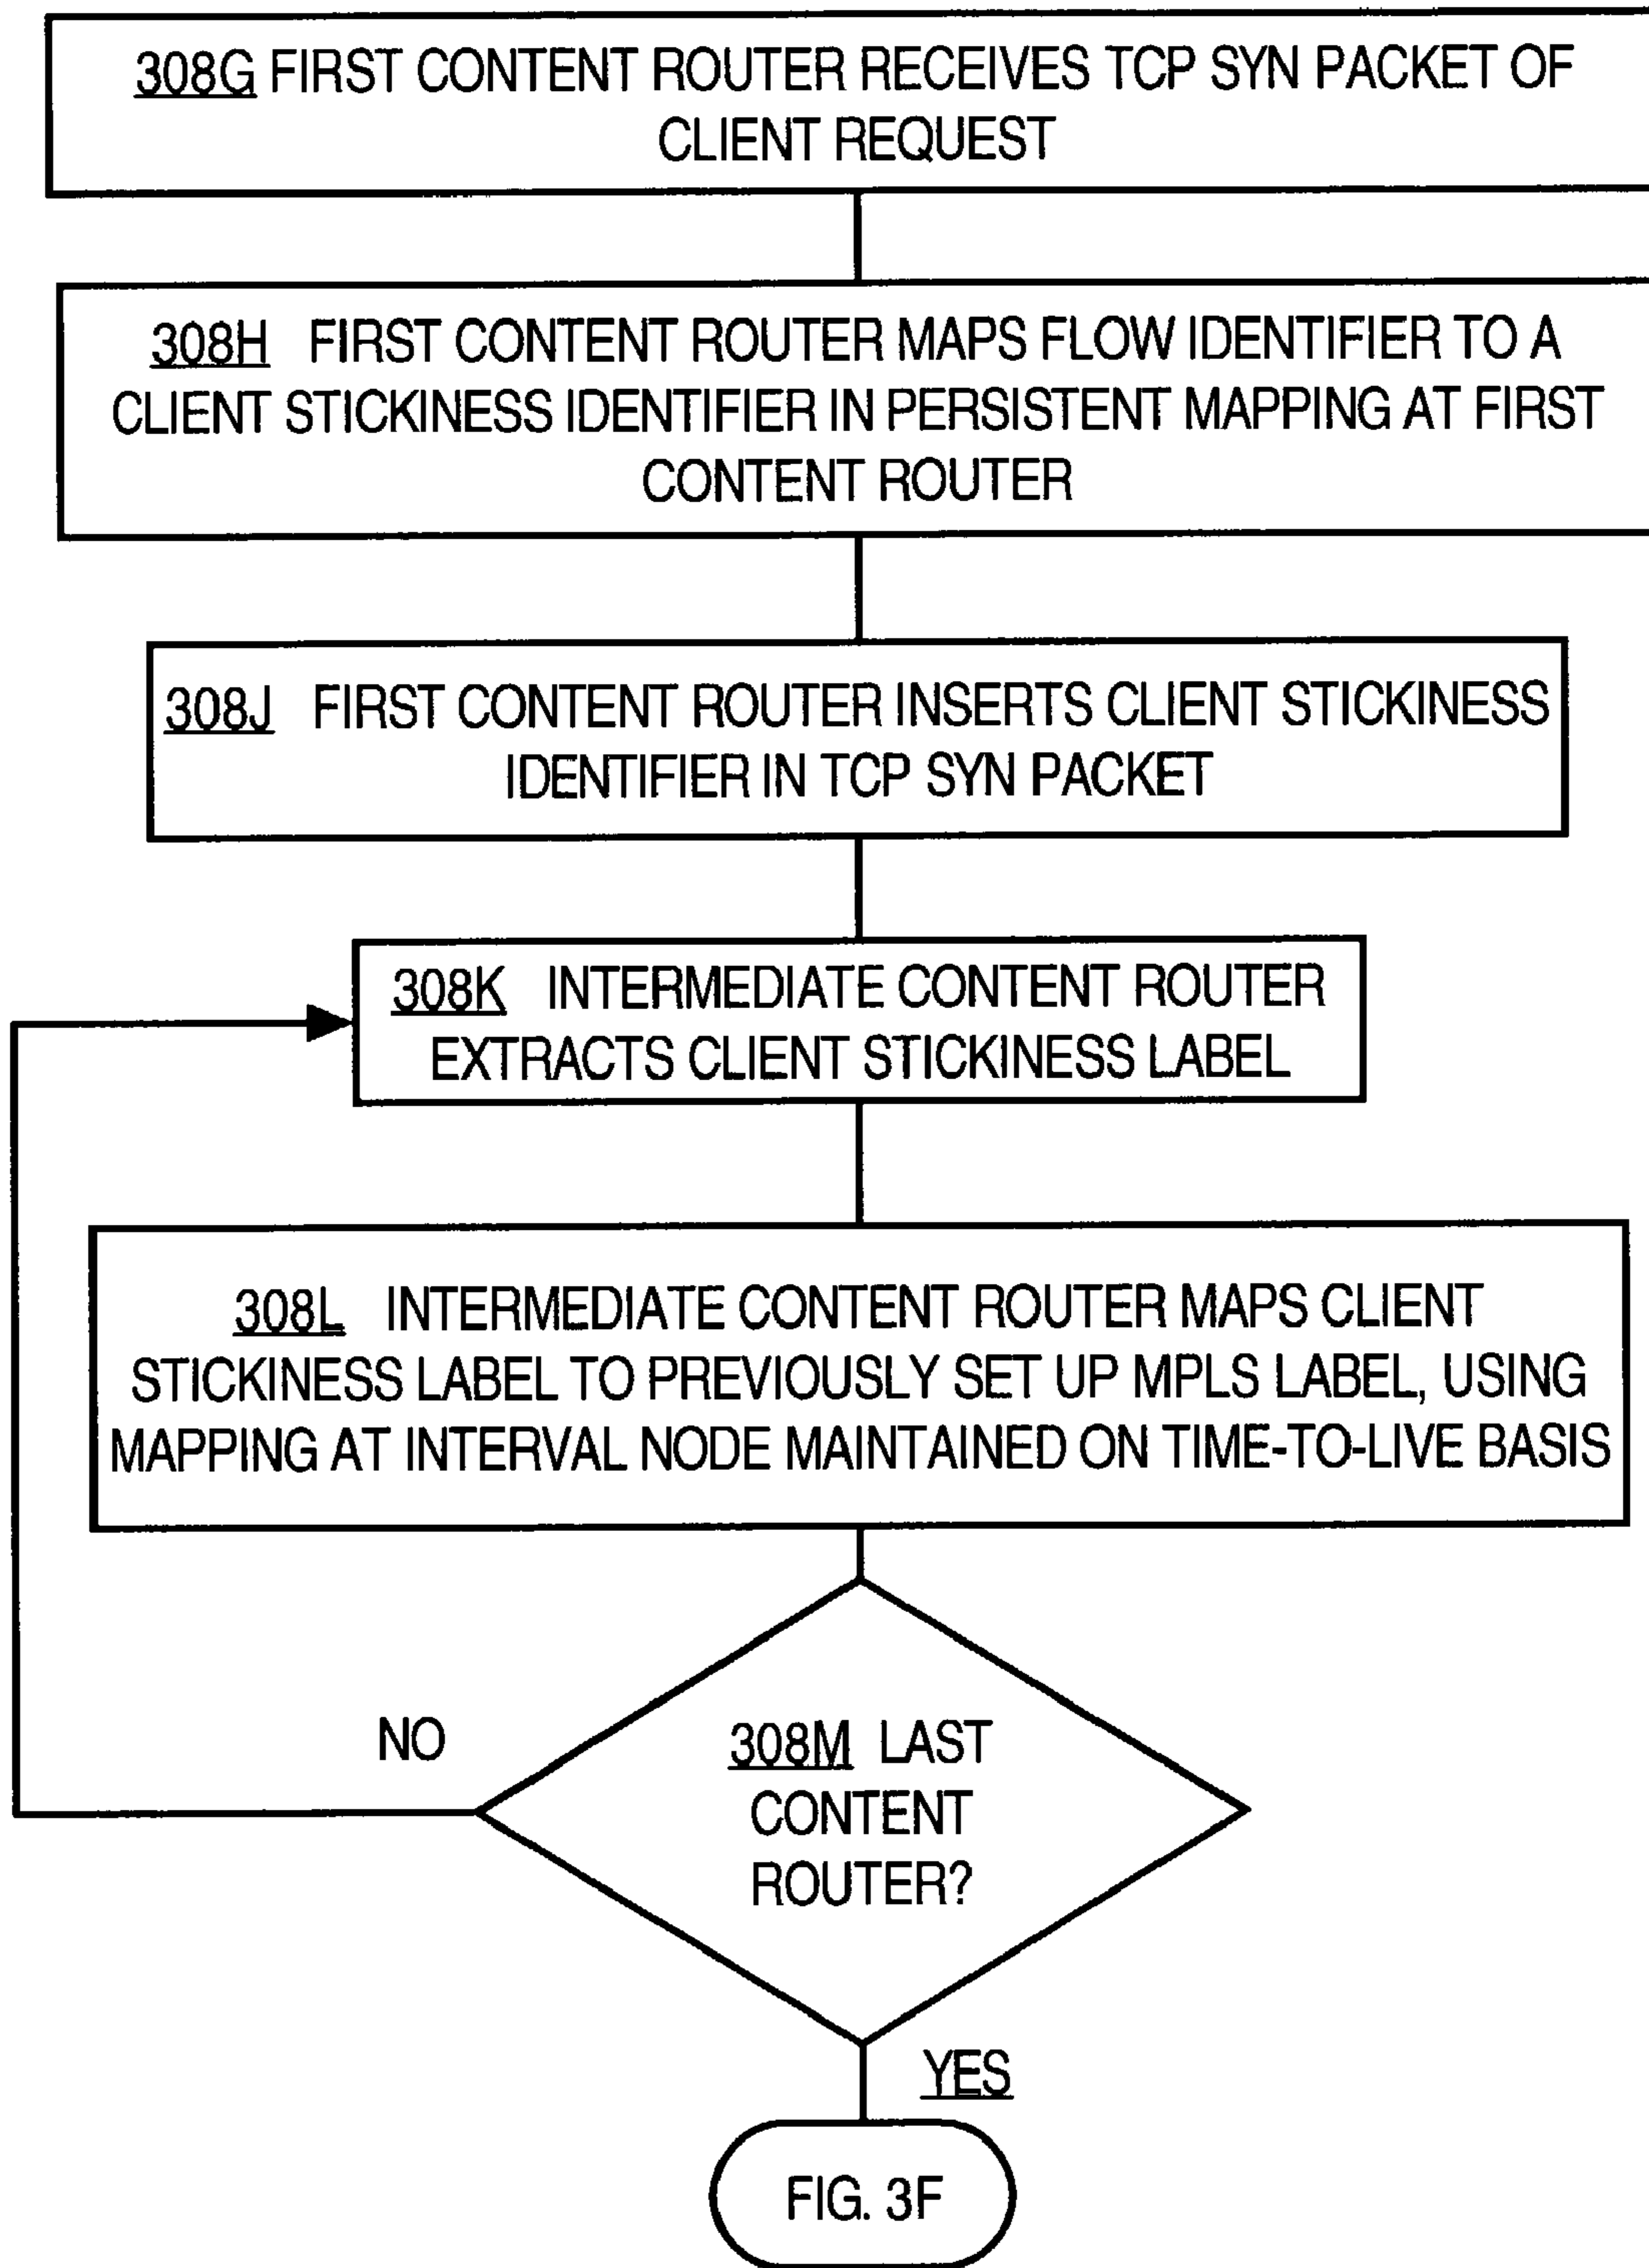 308G FIRST CONTENT ROUTER RECEIVES TCP SYN PACKET OF
CLIENT REQUEST
308H FIRST CONTENT ROUTER MAPS FLOW IDENTIFIER TO A
CLIENT STICKINESS IDENTIFIER IN PERSISTENT MAPPING AT FIRST
CONTENT ROUTER
308J FIRST CONTENT ROUTER INSERTS CLIENT STICKINESS
IDENTIFIER IN TCP SYN PACKET
308K INTERMEDIATE CONTENT ROUTER
EXTRACTS CLIENT STICKINESS LABEL
308L INTERMEDIATE CONTENT ROUTER MAPS CLIENT
STICKINESS LABEL TO PREVIOUSLY SET UP MPLS LABEL, USING
MAPPING AT INTERVAL NODE MAINTAINED ON TIME-TO-LIVE BASIS
NO
308M LAST
CONTENT
ROUTER?
YES
FIG. 3F